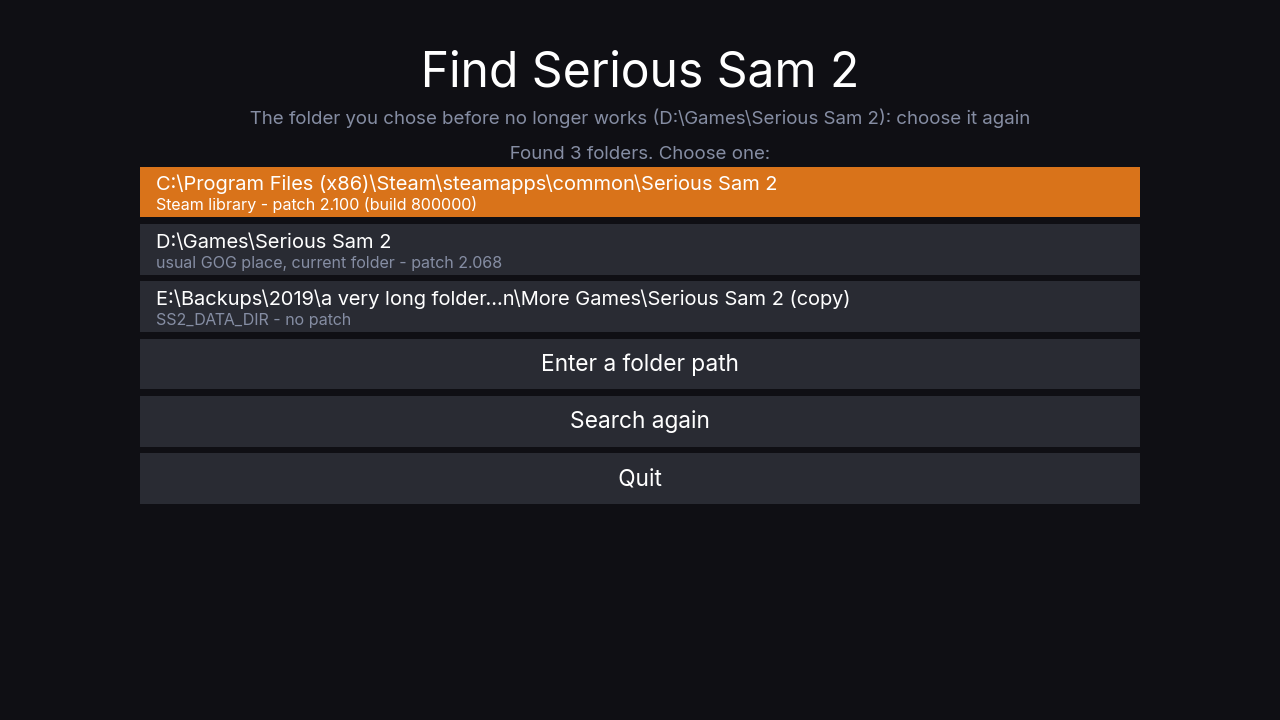 Find Serious Sam 2
The folder you chose before no longer works (D:\Games\Serious Sam 2): choose it again
Found 3 folders. Choose one:
C:\Program Files (x86)\Steam\steamapps\common\Serious Sam 2
Steam library - patch 2.100 (build 800000)
D:\Games\Serious Sam 2
usual GOG place, current folder - patch 2.068
E:\Backups\2019\a very long folder...n\More Games\Serious Sam 2 (copy)
SS2_DATA_DIR - no patch
Enter a folder path
Search again
Quit